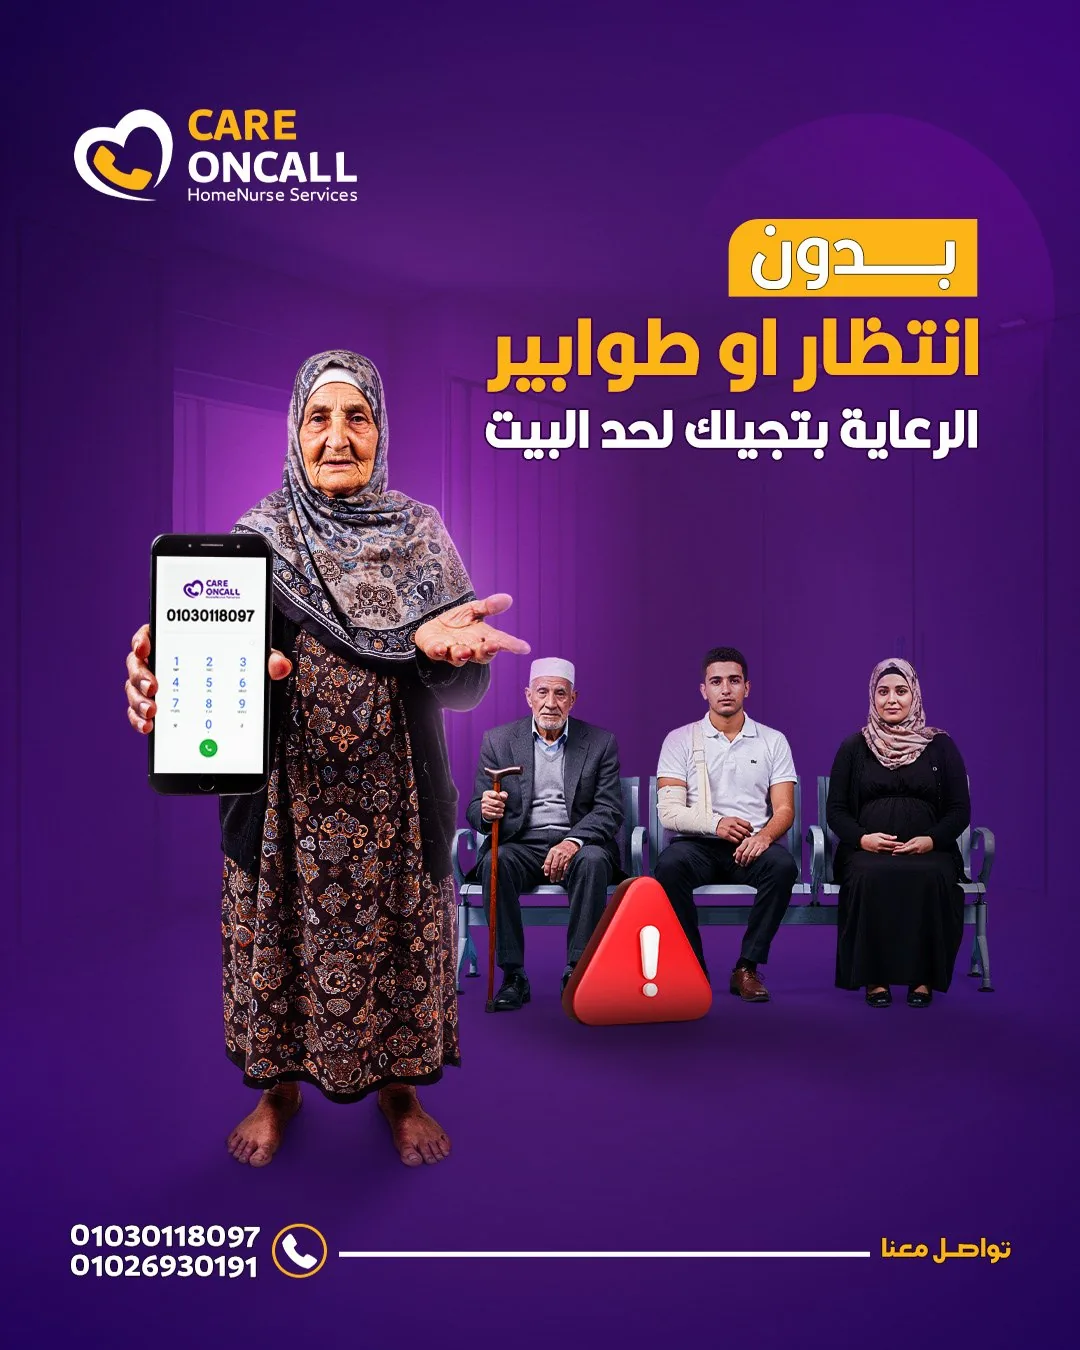 CARE
ONCALL
HomeNurse Services
بدون
انتظار او طوابير
الرعاية بتجيلك لحد البيت
CARE
ONCALL
01030118097
1 2 3
4 5 6
7 8 9
* 0 #
01030118097
01026930191
تواصل معنا